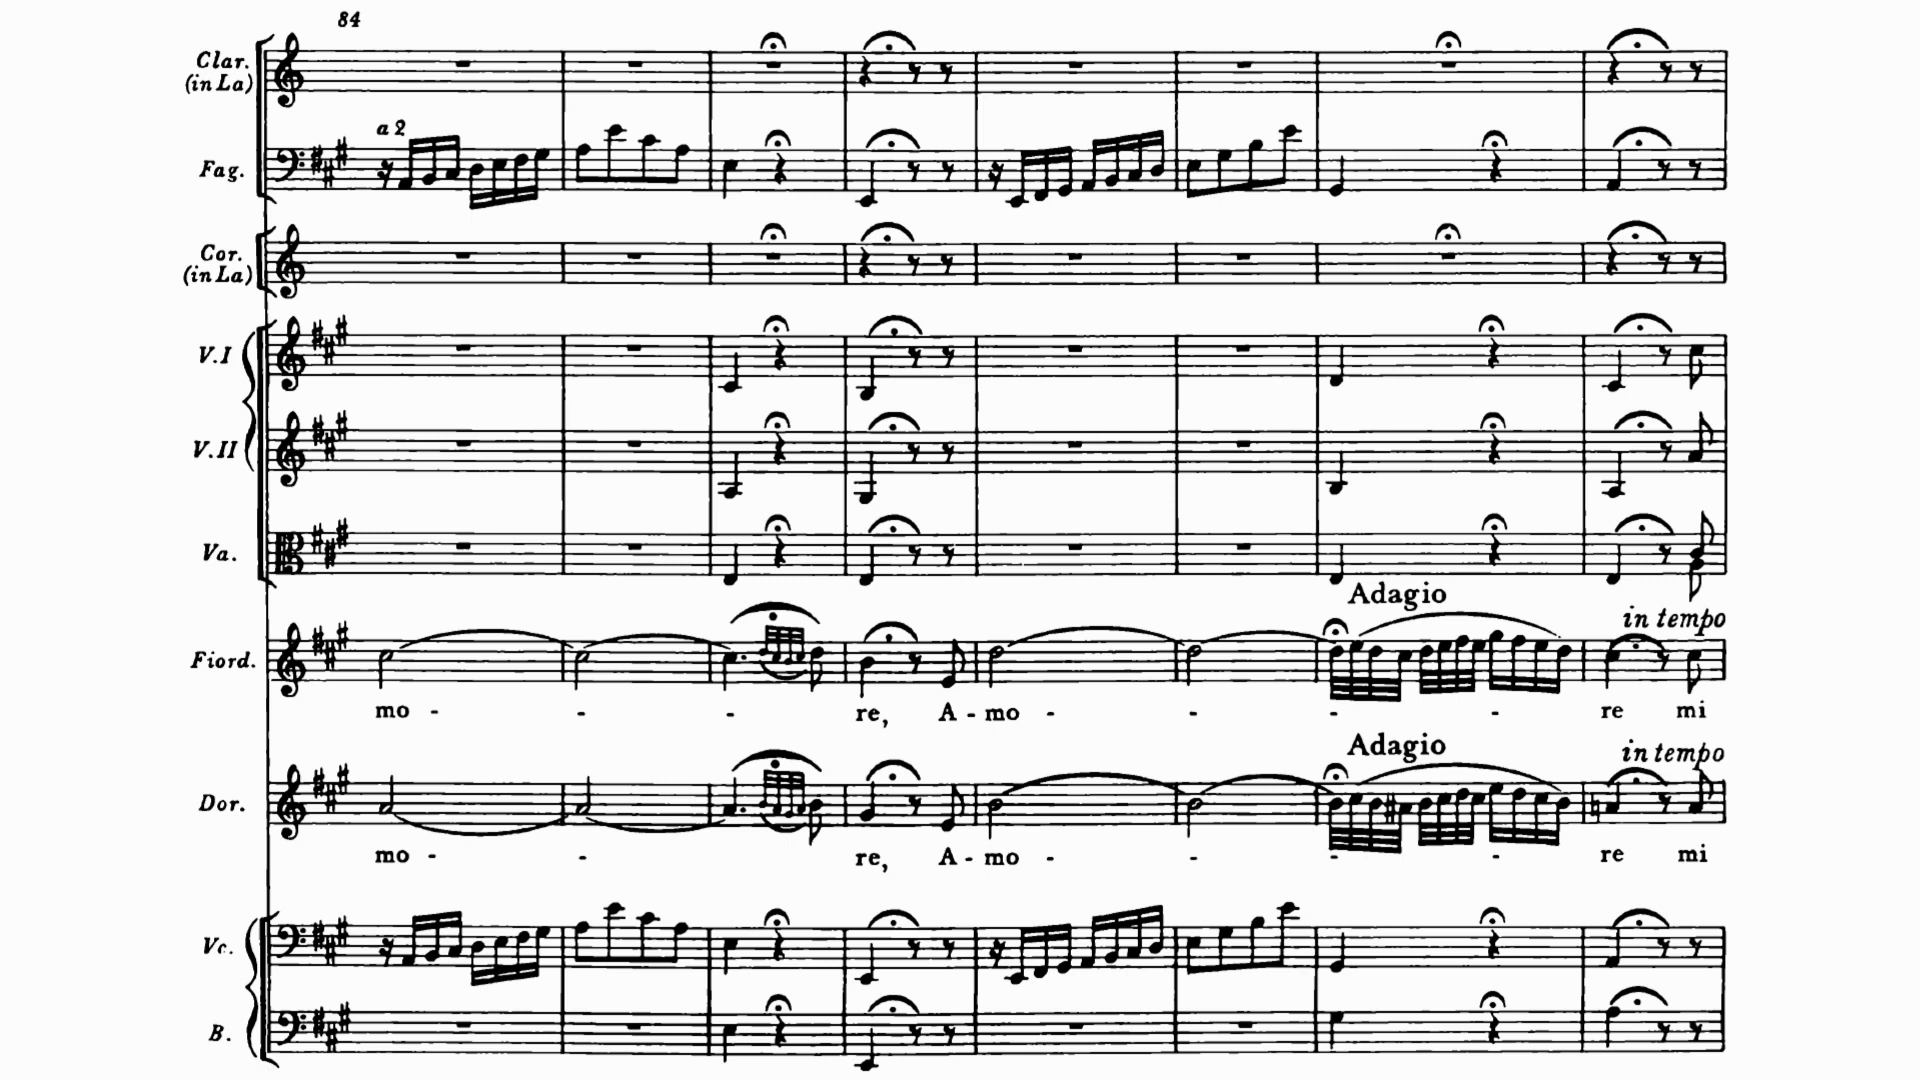 84
Clar.
(in La)
a 2
Fag.
Cor.
(in La)
V.I
V.II
Va.
Adagio
in tempo
Fiord.
mo - - - re, A - mo - - - - re mi
Adagio
in tempo
Dor.
mo - - re, A - mo - - - - re mi
Vc.
B.